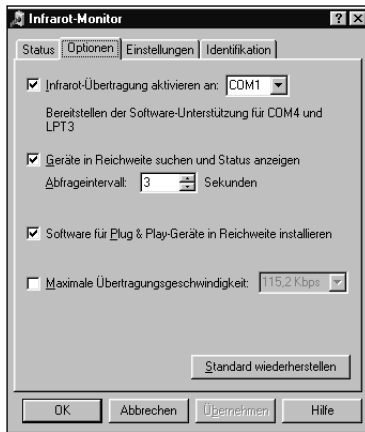 Infrarot-Monitor
Status Optionen Einstellungen Identifikation
Infrarot-Übertragung aktivieren an: COM1
Bereitstellen der Software-Unterstützung für COM4 und
LPT3
Geräte in Reichweite suchen und Status anzeigen
Abfrageintervall: 3 Sekunden
Software für Plug & Play-Geräte in Reichweite installieren
Maximale Übertragungsgeschwindigkeit: 115,2 Kbps
Standard wiederherstellen
OK Abbrechen Übernehmen Hilfe